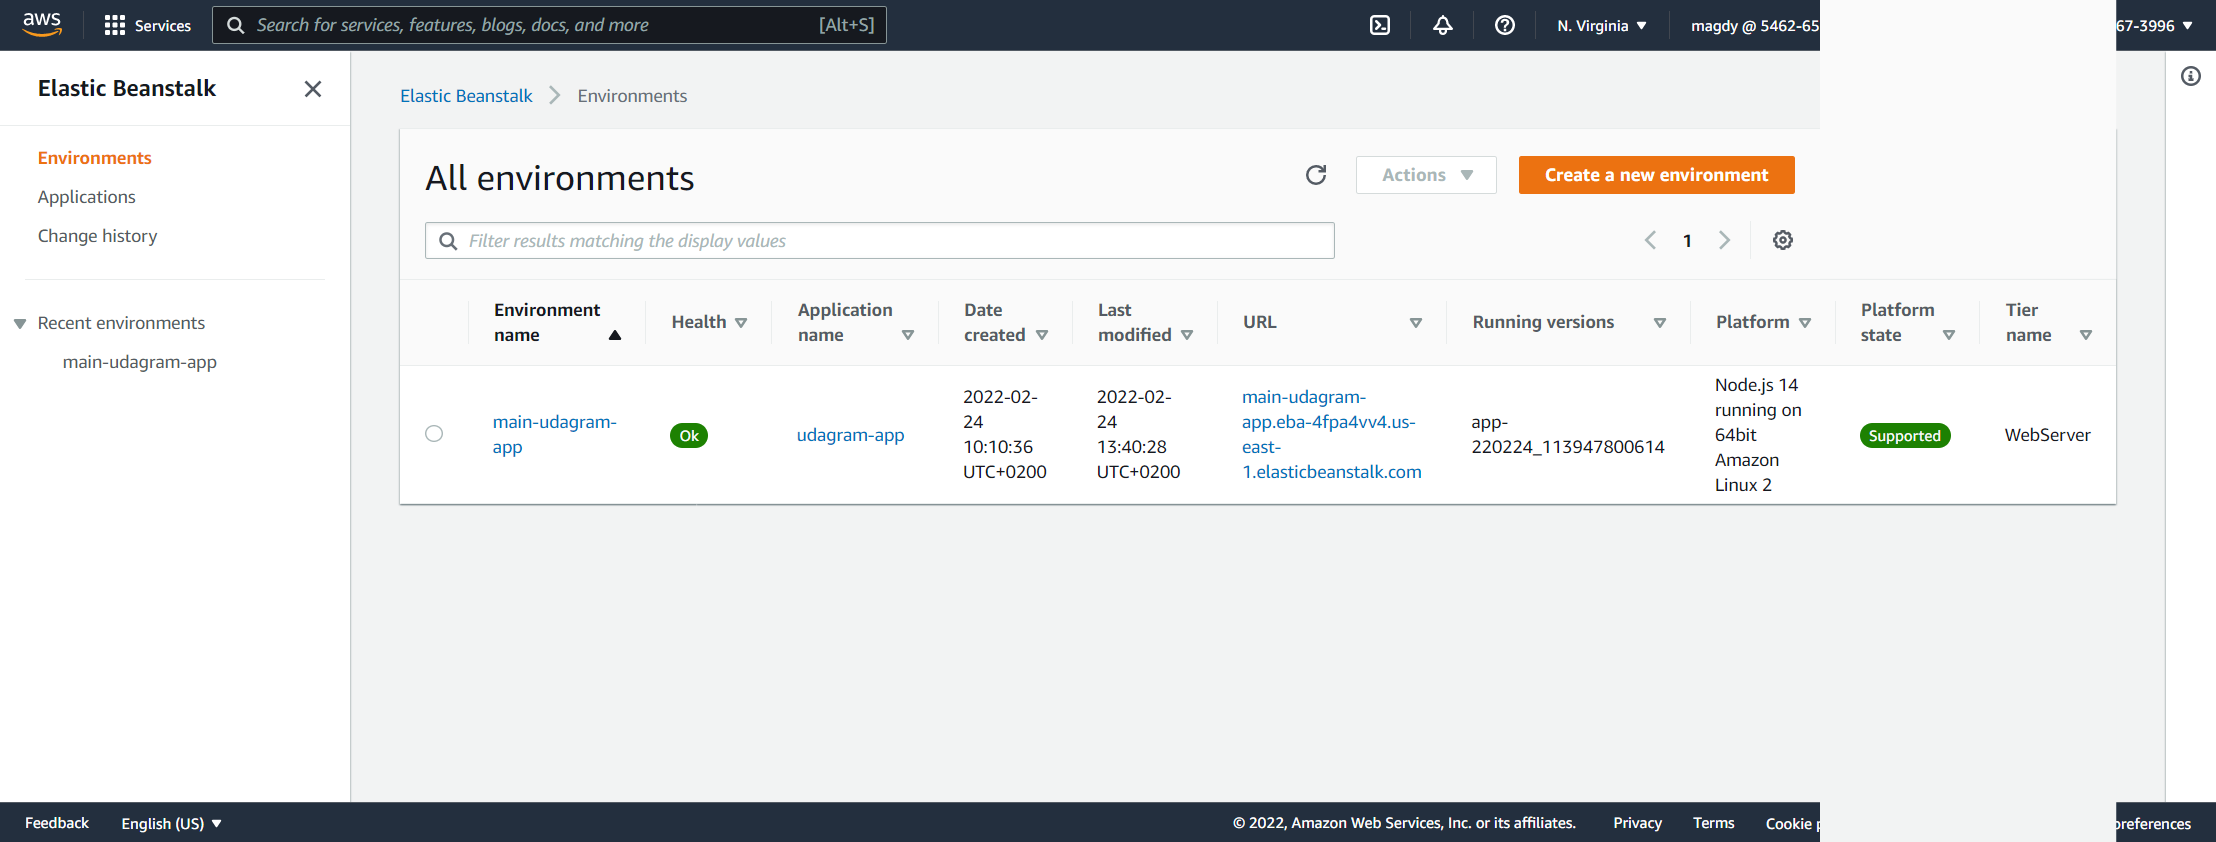 aws
Services
Search for services, features, blogs, docs, and more [Alt+S]
N. Virginia
magdy @ 5462-65
67-3996
Elastic Beanstalk
Environments
Applications
Change history
Recent environments
main-udagram-app
Elastic Beanstalk Environments
All environments
Actions
Create a new environment
Filter results matching the display values
1
Environment name
Health
Application name
Date created
Last modified
URL
Running versions
Platform
Platform state
Tier name
main-udagram-
app
Ok
udagram-app
2022-02-
24
10:10:36
UTC+0200
2022-02-
24
13:40:28
UTC+0200
main-udagram-
app.eba-4fpa4vv4.us-
east-
1.elasticbeanstalk.com
app-
220224_113947800614
Node.js 14
running on
64bit
Amazon
Linux 2
Supported
WebServer
Feedback
English (US)
© 2022, Amazon Web Services, Inc. or its affiliates.
Privacy
Terms
Cookie
preferences